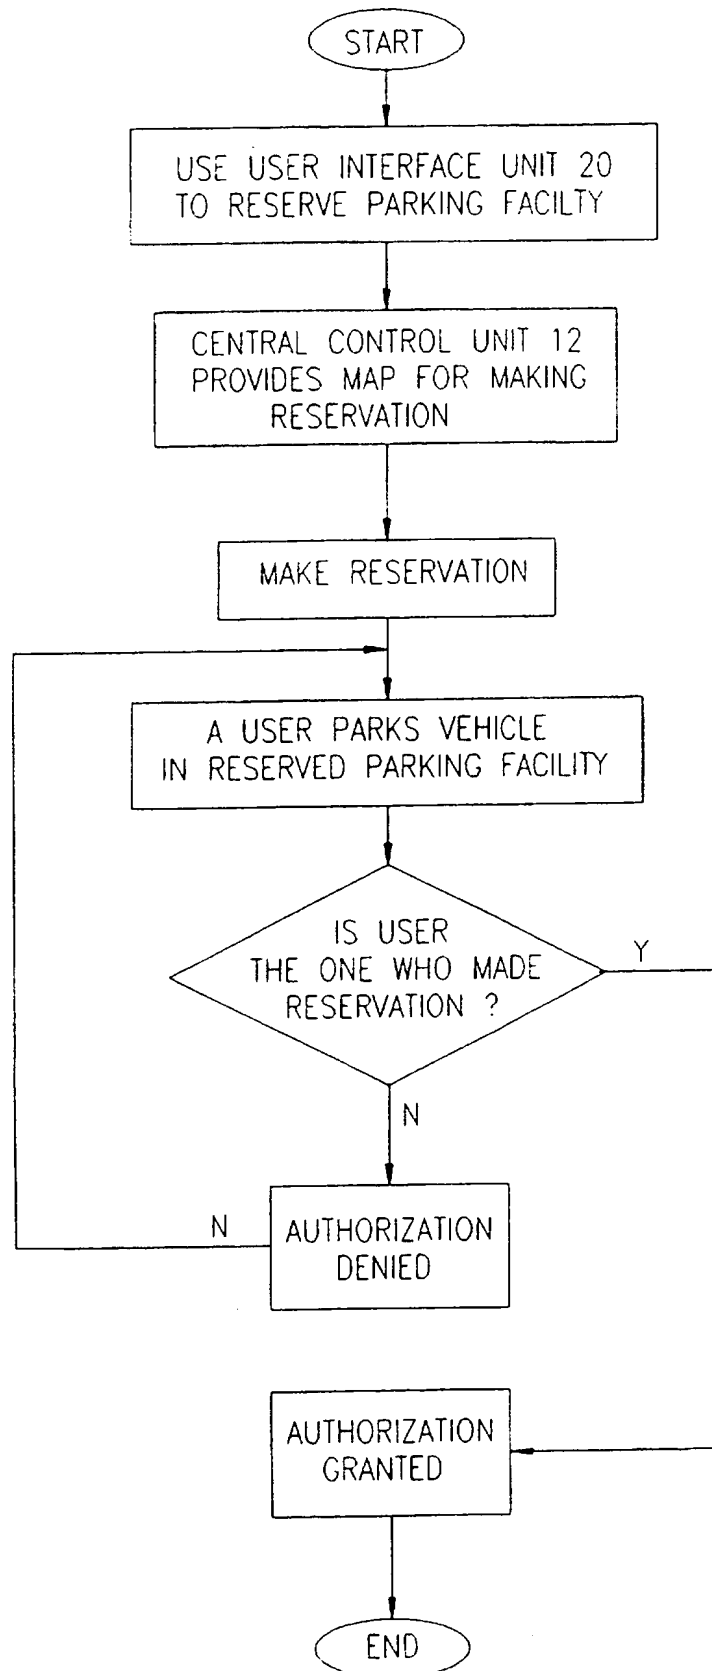 START
USE USER INTERFACE UNIT 20
TO RESERVE PARKING FACILTY
CENTRAL CONTROL UNIT 12
PROVIDES MAP FOR MAKING
RESERVATION
MAKE RESERVATION
A USER PARKS VEHICLE
IN RESERVED PARKING FACILITY
IS USER
THE ONE WHO MADE
RESERVATION ?
Y
N
N
AUTHORIZATION
DENIED
AUTHORIZATION
GRANTED
END